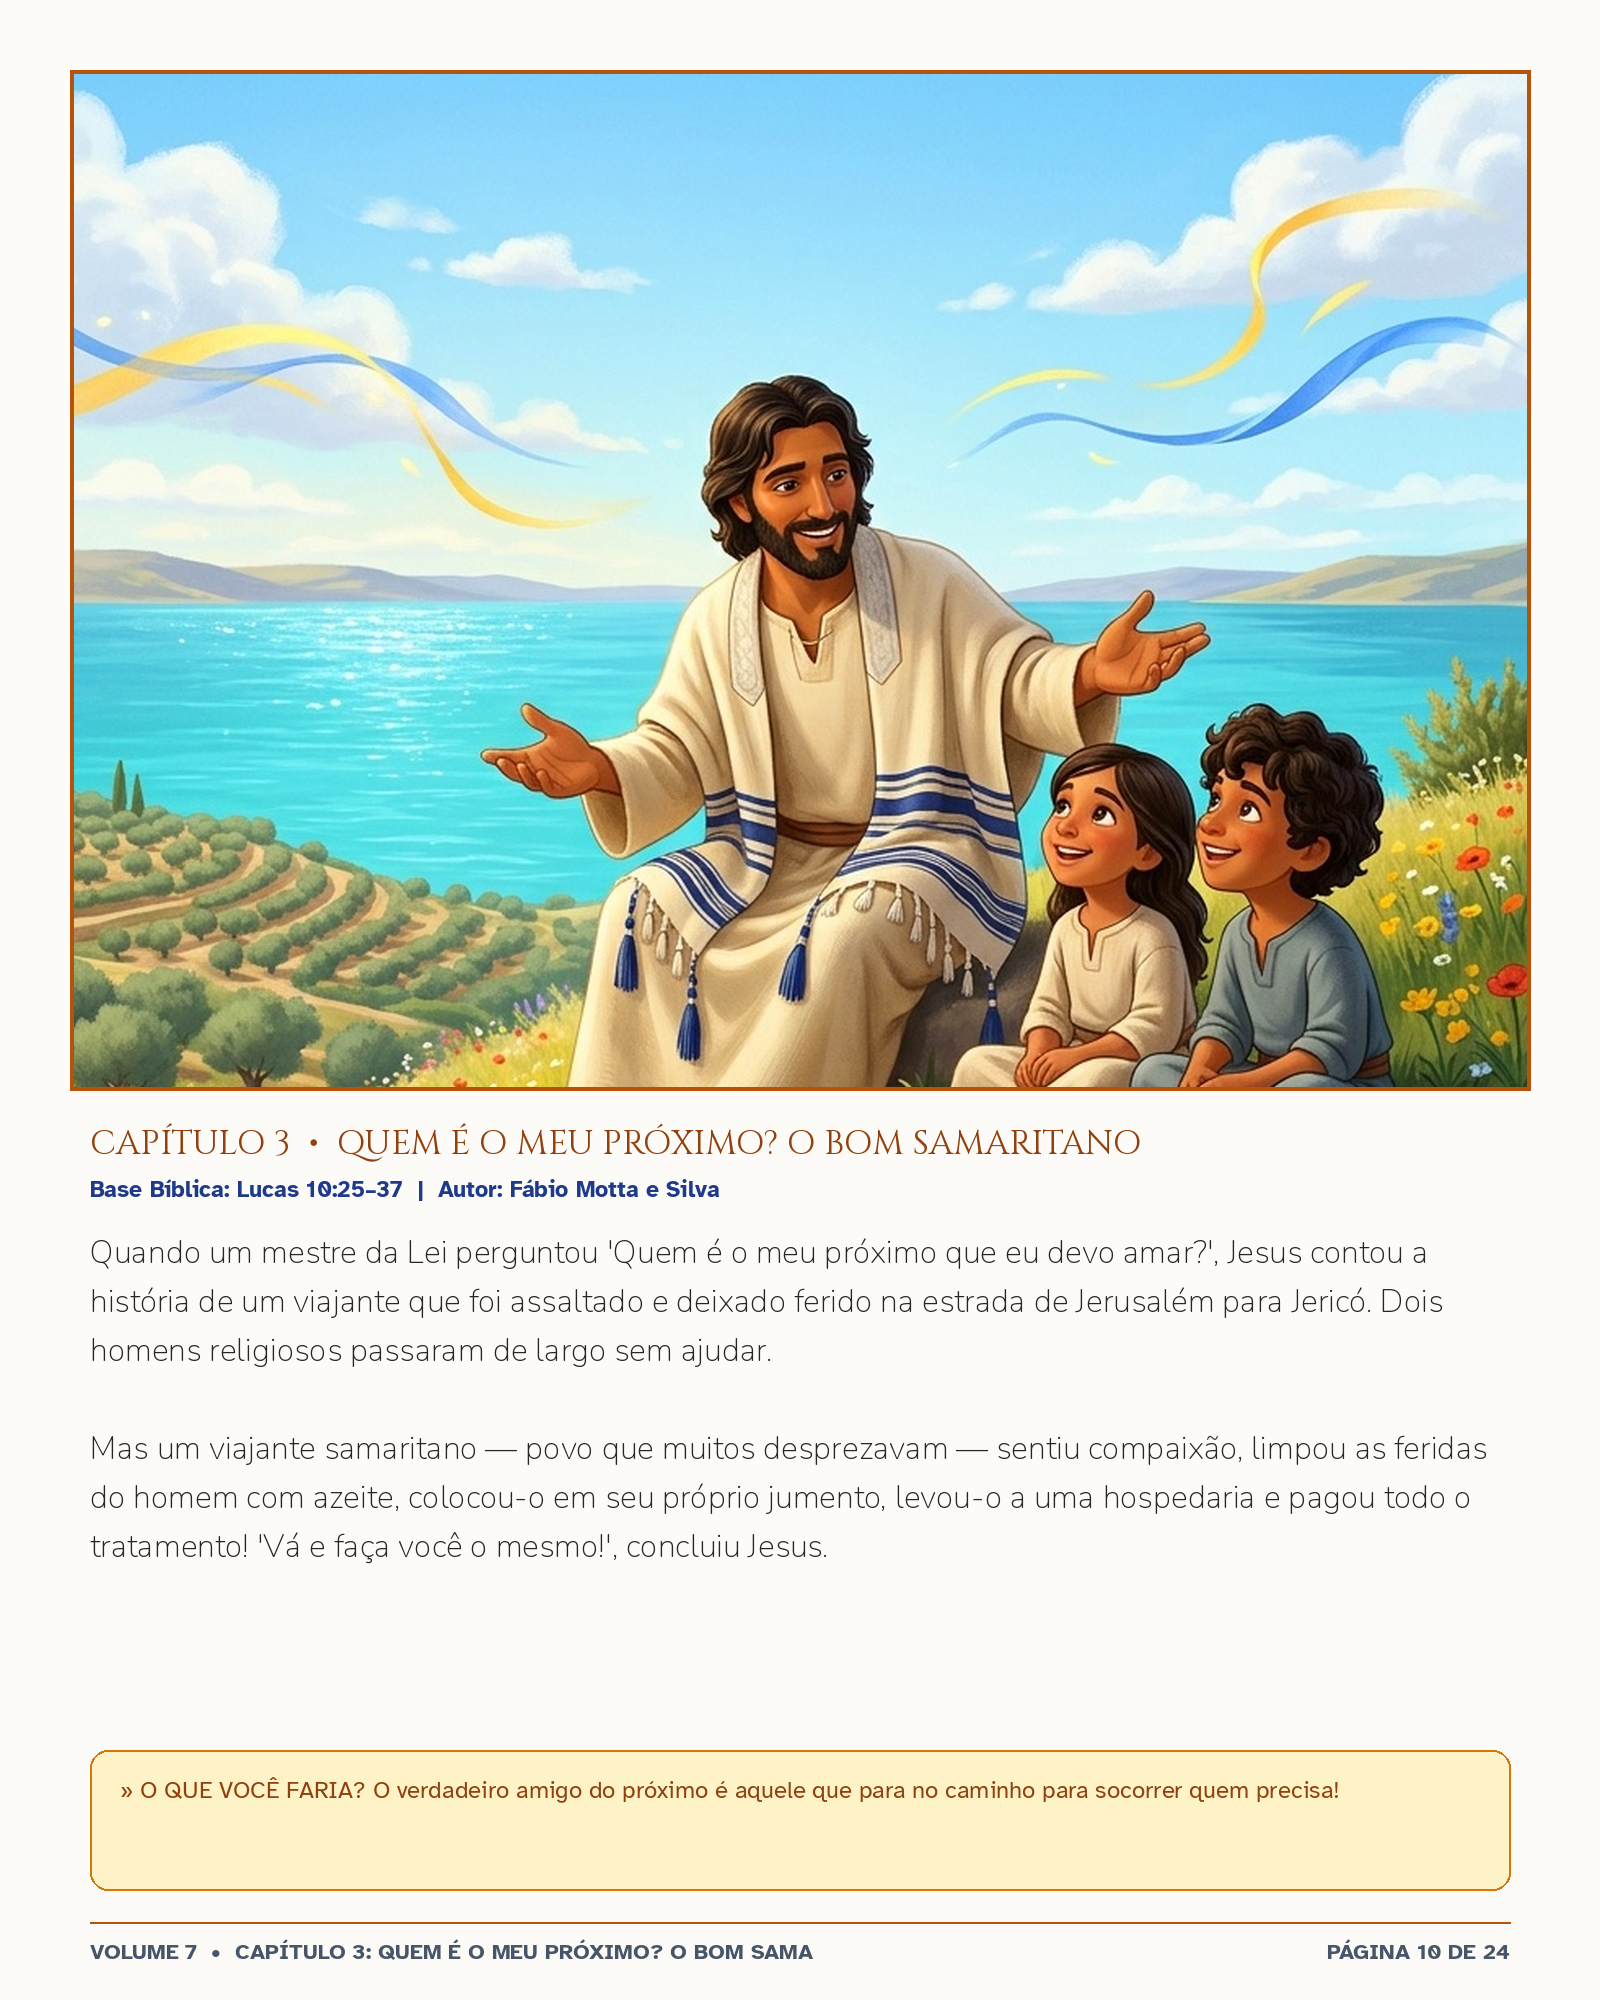 CAPÍTULO 3 • QUEM É O MEU PRÓXIMO? O BOM SAMARITANO
Base Bíblica: Lucas 10:25–37 | Autor: Fábio Motta e Silva
Quando um mestre da Lei perguntou 'Quem é o meu próximo que eu devo amar?', Jesus contou a
história de um viajante que foi assaltado e deixado ferido na estrada de Jerusalém para Jericó. Dois
homens religiosos passaram de largo sem ajudar.
Mas um viajante samaritano — povo que muitos desprezavam — sentiu compaixão, limpou as feridas
do homem com azeite, colocou-o em seu próprio jumento, levou-o a uma hospedaria e pagou todo o
tratamento! 'Vá e faça você o mesmo!', concluiu Jesus.
» O QUE VOCÊ FARIA? O verdadeiro amigo do próximo é aquele que para no caminho para socorrer quem precisa!
VOLUME 7 • CAPÍTULO 3: QUEM É O MEU PRÓXIMO? O BOM SAMA
PÁGINA 10 DE 24